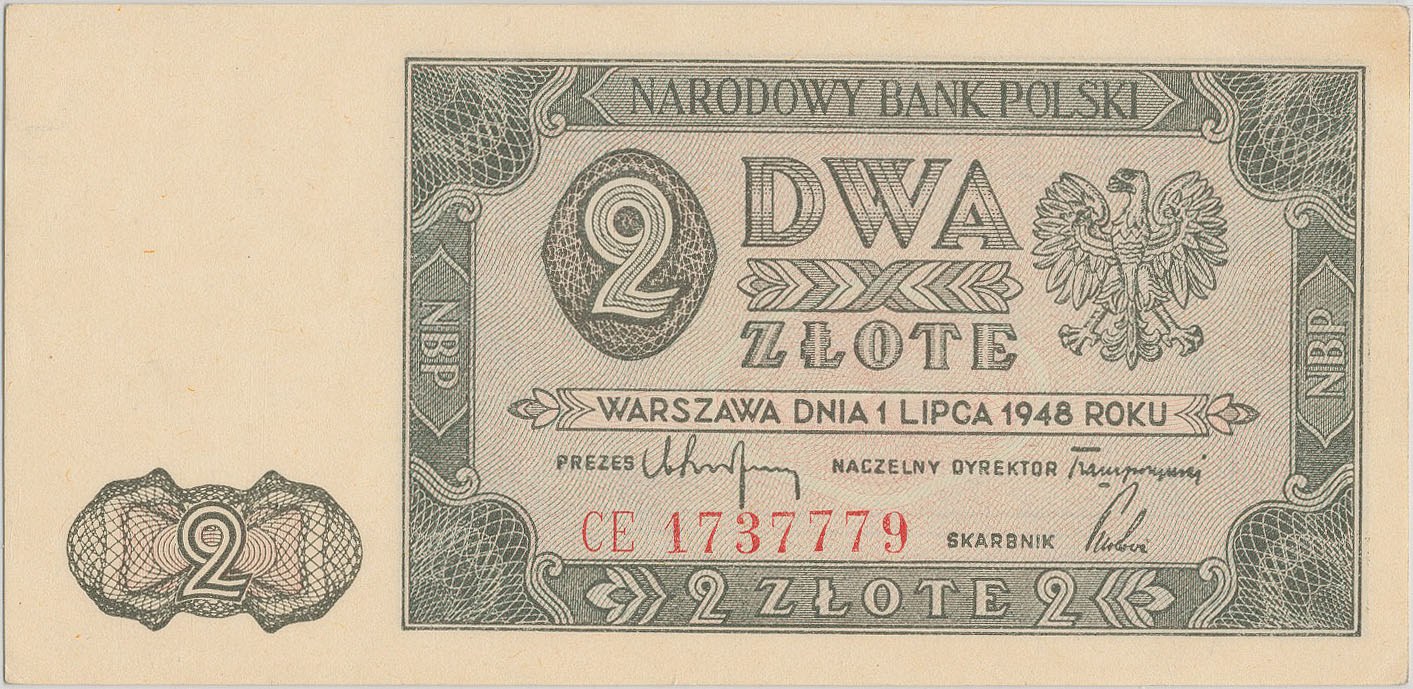 NARODOWY BANK POLSKI
2
DWA
ZŁOTE
NBP
NBP
WARSZAWA DNIA 1 LIPCA 1948 ROKU
PREZES
NACZELNY DYREKTOR
CE 1737779
SKARBNIK
2
2 ZŁOTE 2